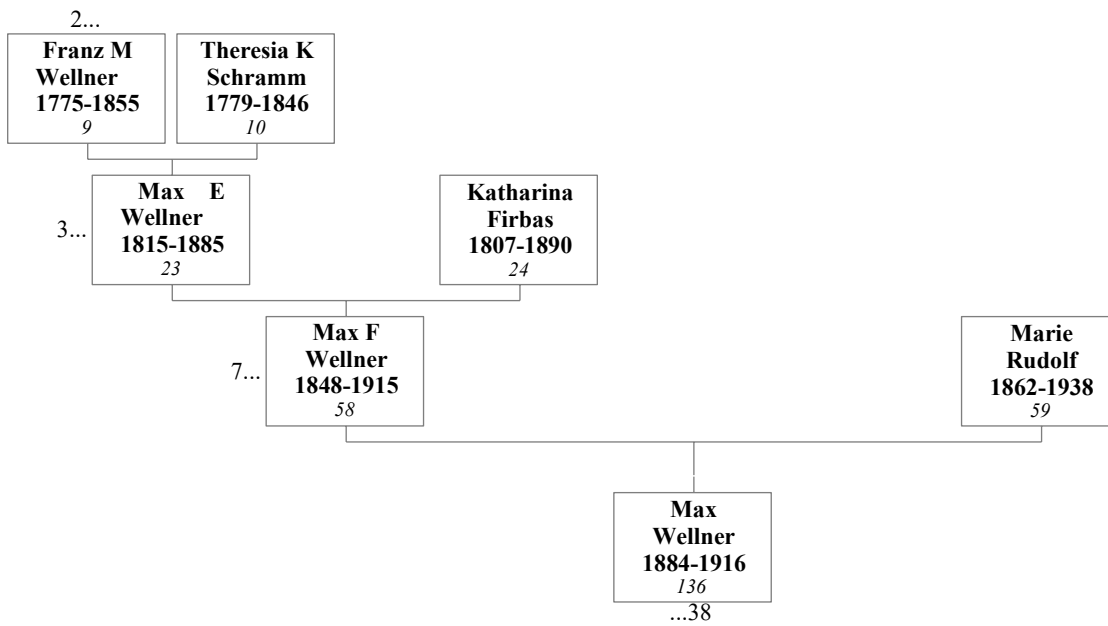 2...
Franz M
Wellner
1775-1855
9
Theresia K
Schramm
1779-1846
10
3...
Max E
Wellner
1815-1885
23
Katharina
Firbas
1807-1890
24
7...
Max F
Wellner
1848-1915
58
Marie
Rudolf
1862-1938
59
Max
Wellner
1884-1916
136
...38